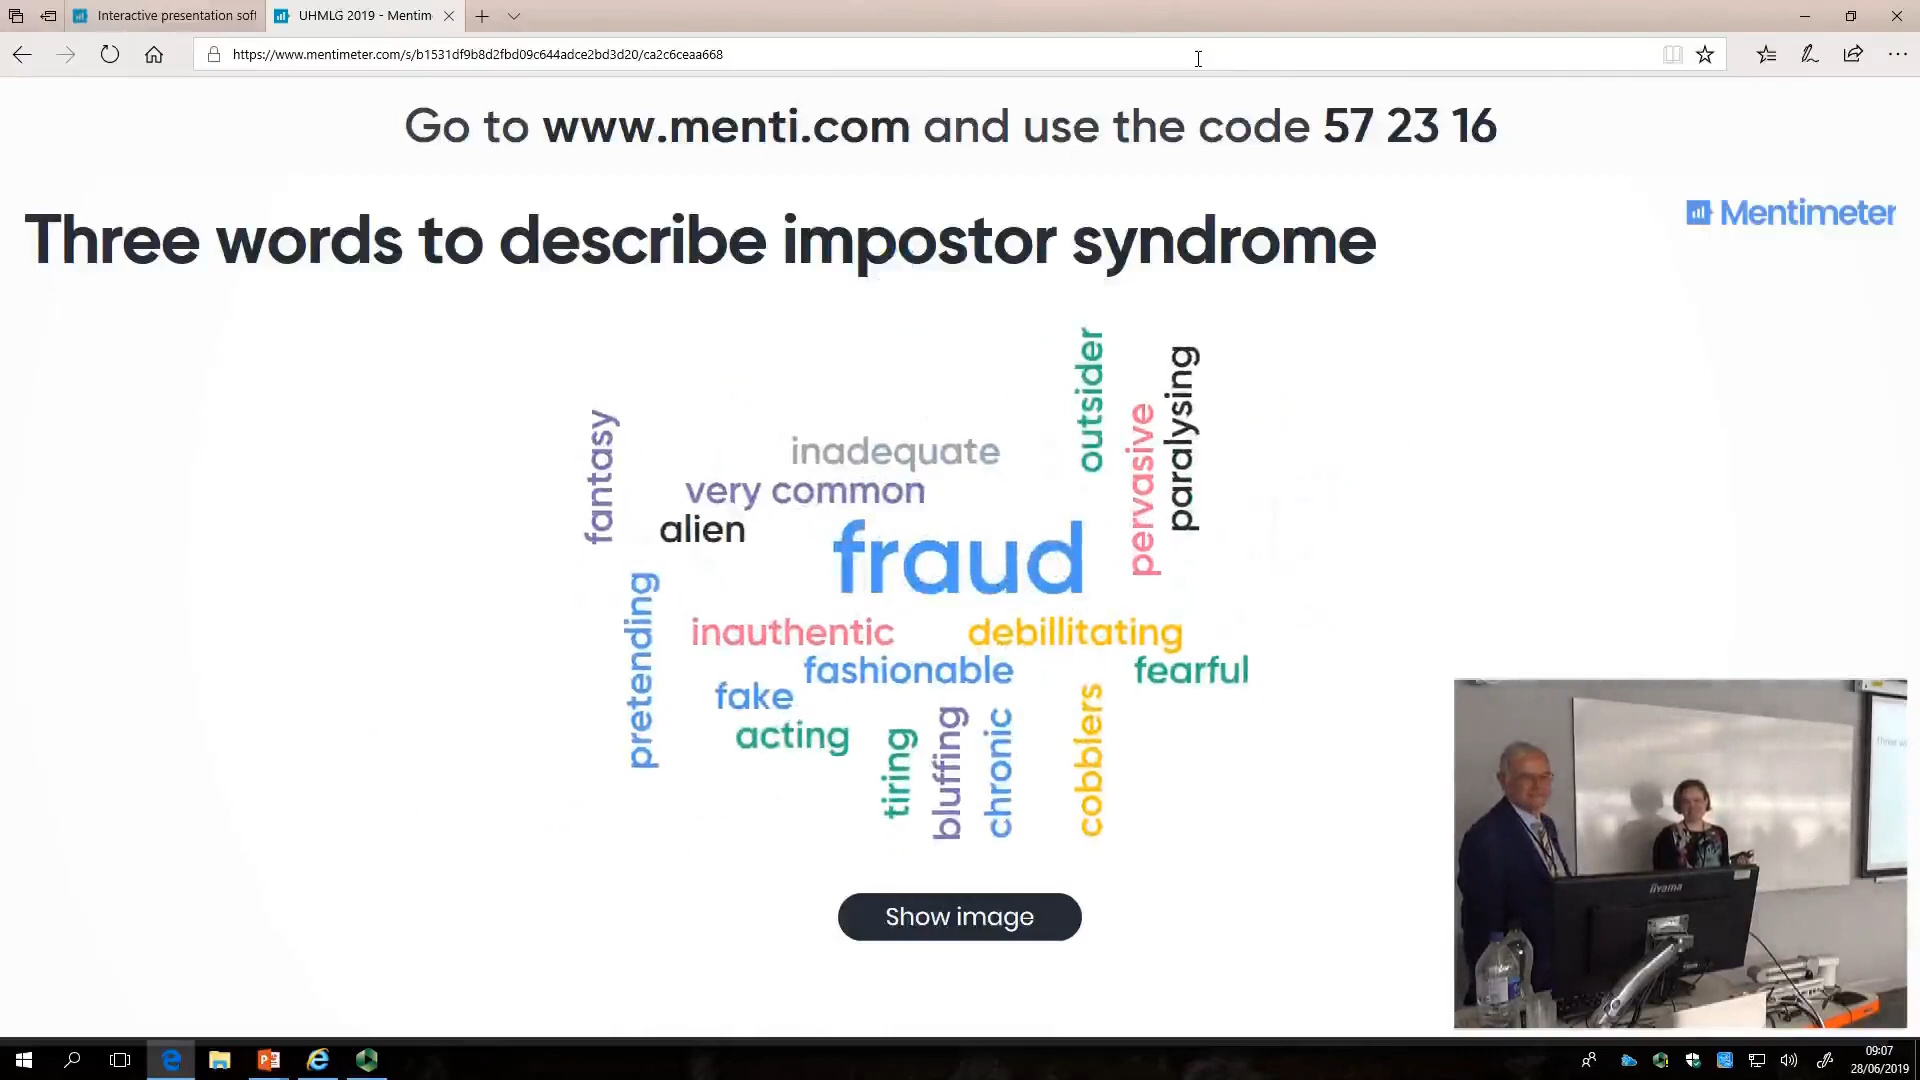 Interactive presentation soft
UHMLG 2019 - Mentim
https://www.mentimeter.com/s/b1531df9b8d2fbd09c644adce2bd3d20/ca2c6ceaa668
Go to www.menti.com and use the code 57 23 16
Mentimeter
Three words to describe impostor syndrome
outsider
paralysing
pervasive
fantasy
inadequate
very common
alien
fraud
pretending
inauthentic
debillitating
fashionable
fearful
fake
acting
tiring
bluffing
chronic
cobblers
Show image
iiyama
09:07
28/06/2019